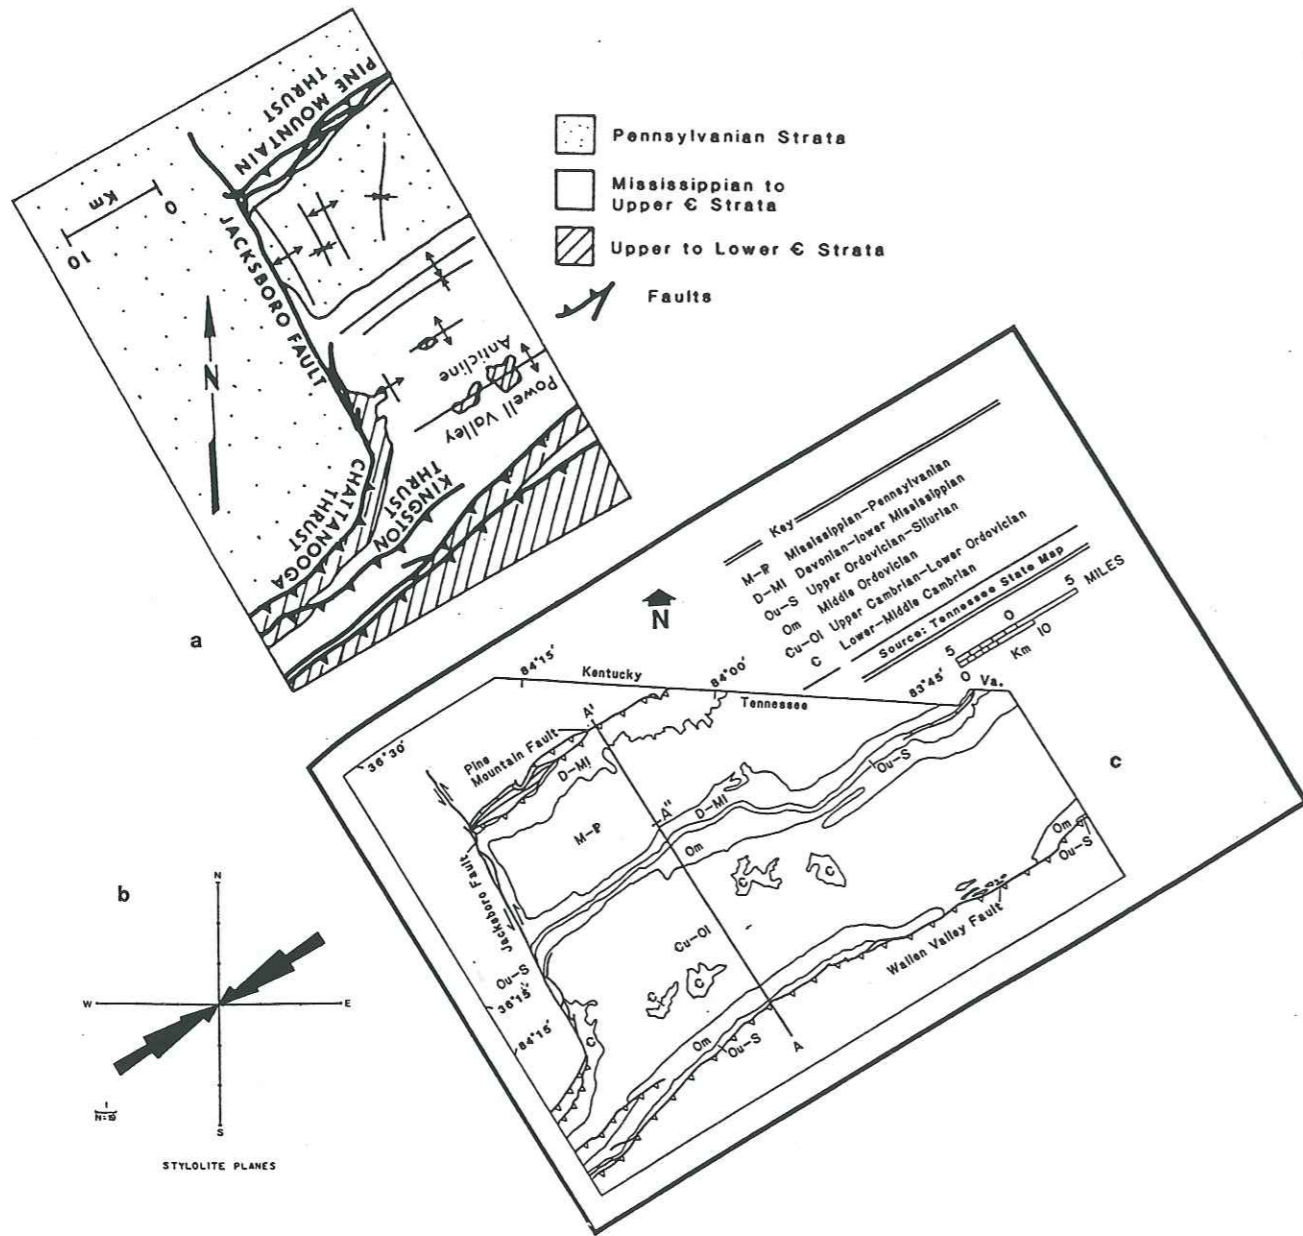 PINE MOUNTAIN
THRUST
Km
0
10
JACKSBORO FAULT
N
Powell Valley
Anticline
KINGSTON
THRUST
CHATTANOOGA
THRUST
a
Pennsylvanian Strata
Mississippian to
Upper Є Strata
Upper to Lower Є Strata
Faults
N
Key
M-ℙ Mississippian-Pennsylvanian
D-Ml Devonian-lower Mississippian
Ou-S Upper Ordovician-Silurian
Om Middle Ordovician
Cu-Ol Upper Cambrian-Lower Ordovician
C Lower-Middle Cambrian
Source: Tennessee State Map
5 0 5
MILES
0 10
Km
36°30'
84°15'
Kentucky
Tennessee
84°00'
83°45'
Va.
Pine
Mountain Fault
A'
D-Ml
M-ℙ
A"
D-Ml
Ou-S
Om
c
Jacksboro Fault
C
C
Om
Ou-S
Wallen Valley Fault
Cu-Ol
Ou-S
36°15'
84°15'
C
C
C
Om
Ou-S
A
b
N
W
E
S
1
N=19
STYLOLITE PLANES